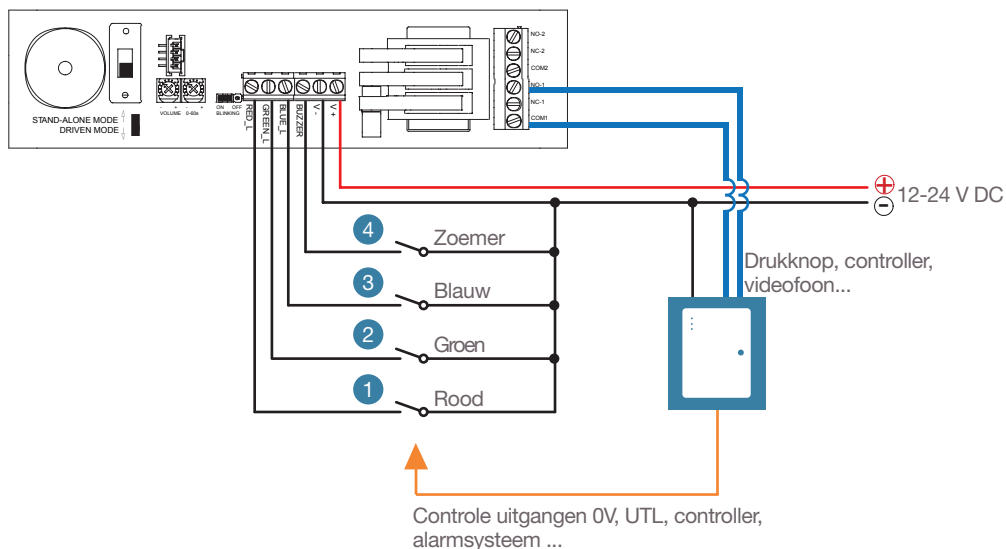 NO-2
NC-2
COM2
NO-1
NC-1
COM1
- +
- +
VOLUME
0-60s
ON OFF
BLINKING
STAND-ALONE MODE
DRIVEN MODE
RED_L
GREEN_L
BLUE_L
BUZZER
V -
V +
+
12-24 V DC
-
4
Zoemer
3
Blauw
2
Groen
1
Rood
Drukknop, controller,
videofoon...
Controle uitgangen 0V, UTL, controller,
alarmsysteem ...